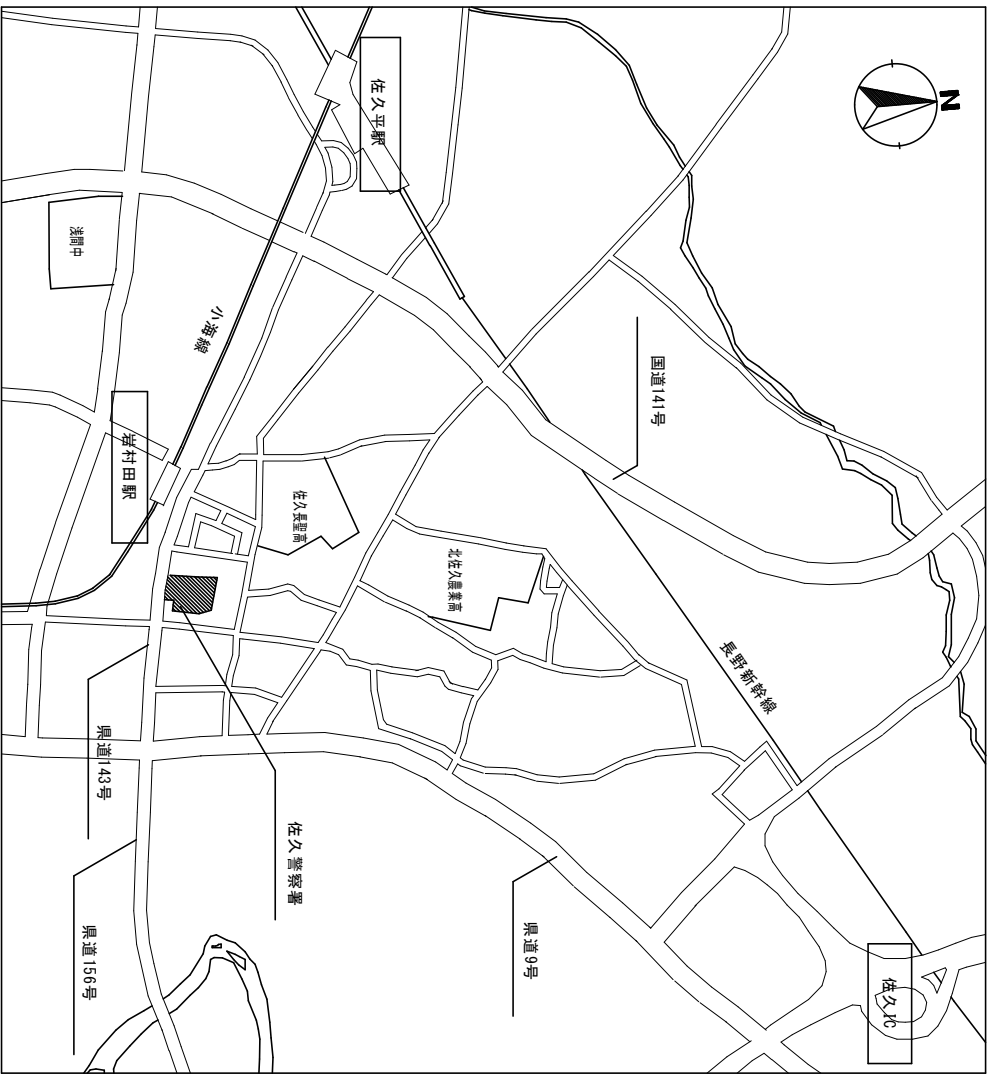 N
佐久平駅
浅間中
小海線
国道141号
岩村田駅
佐久長聖高
北佐久農業高
長野新幹線
県道143号
佐久警察署
県道9号
県道156号
佐久IC